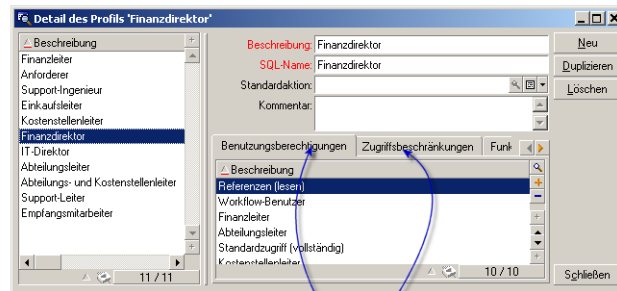 Detail des Profils 'Finanzdirektor'
Beschreibung
Finanzleiter
Anforderer
Support-Ingenieur
Einkaufsleiter
Kostenstellenleiter
Finanzdirektor
IT-Direktor
Abteilungsleiter
Abteilungs- und Kostenstellenleiter
Support-Leiter
Empfangsmitarbeiter
11 / 11
Beschreibung: Finanzdirektor
SQL-Name: Finanzdirektor
Standardaktion:
Kommentar:
Benutzungsberechtigungen Zugriffsbeschränkungen Funk
Beschreibung
Referenzen (lesen)
Workflow-Benutzer
Finanzleiter
Abteilungsleiter
Standardzugriff (vollständig)
Kostenstellenleiter
10 / 10
Neu
Duplizieren
Löschen
Schließen